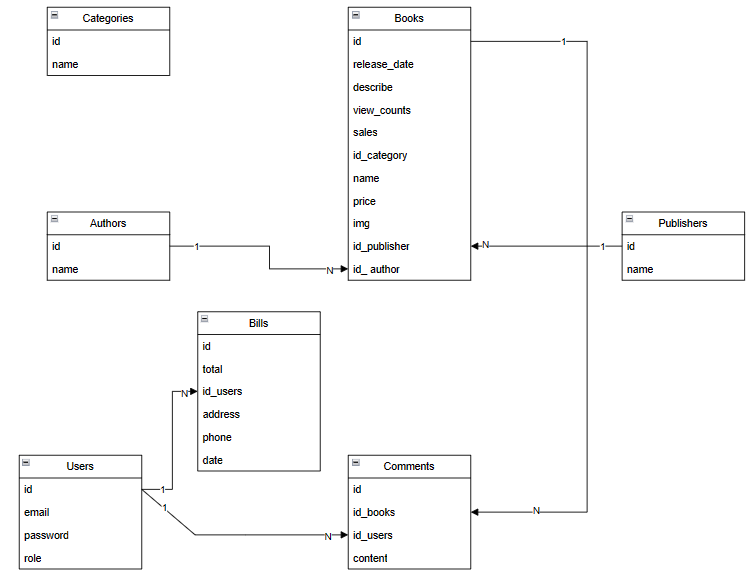 Categories
id
name
Books
id
release_date
describe
view_counts
sales
id_category
name
price
img
id_publisher
id_ author
1
Authors
id
name
1
N
N
1
Publishers
id
name
Bills
id
total
id_users
address
phone
date
N
Users
id
email
password
role
1
1
N
Comments
id
id_books
id_users
content
N